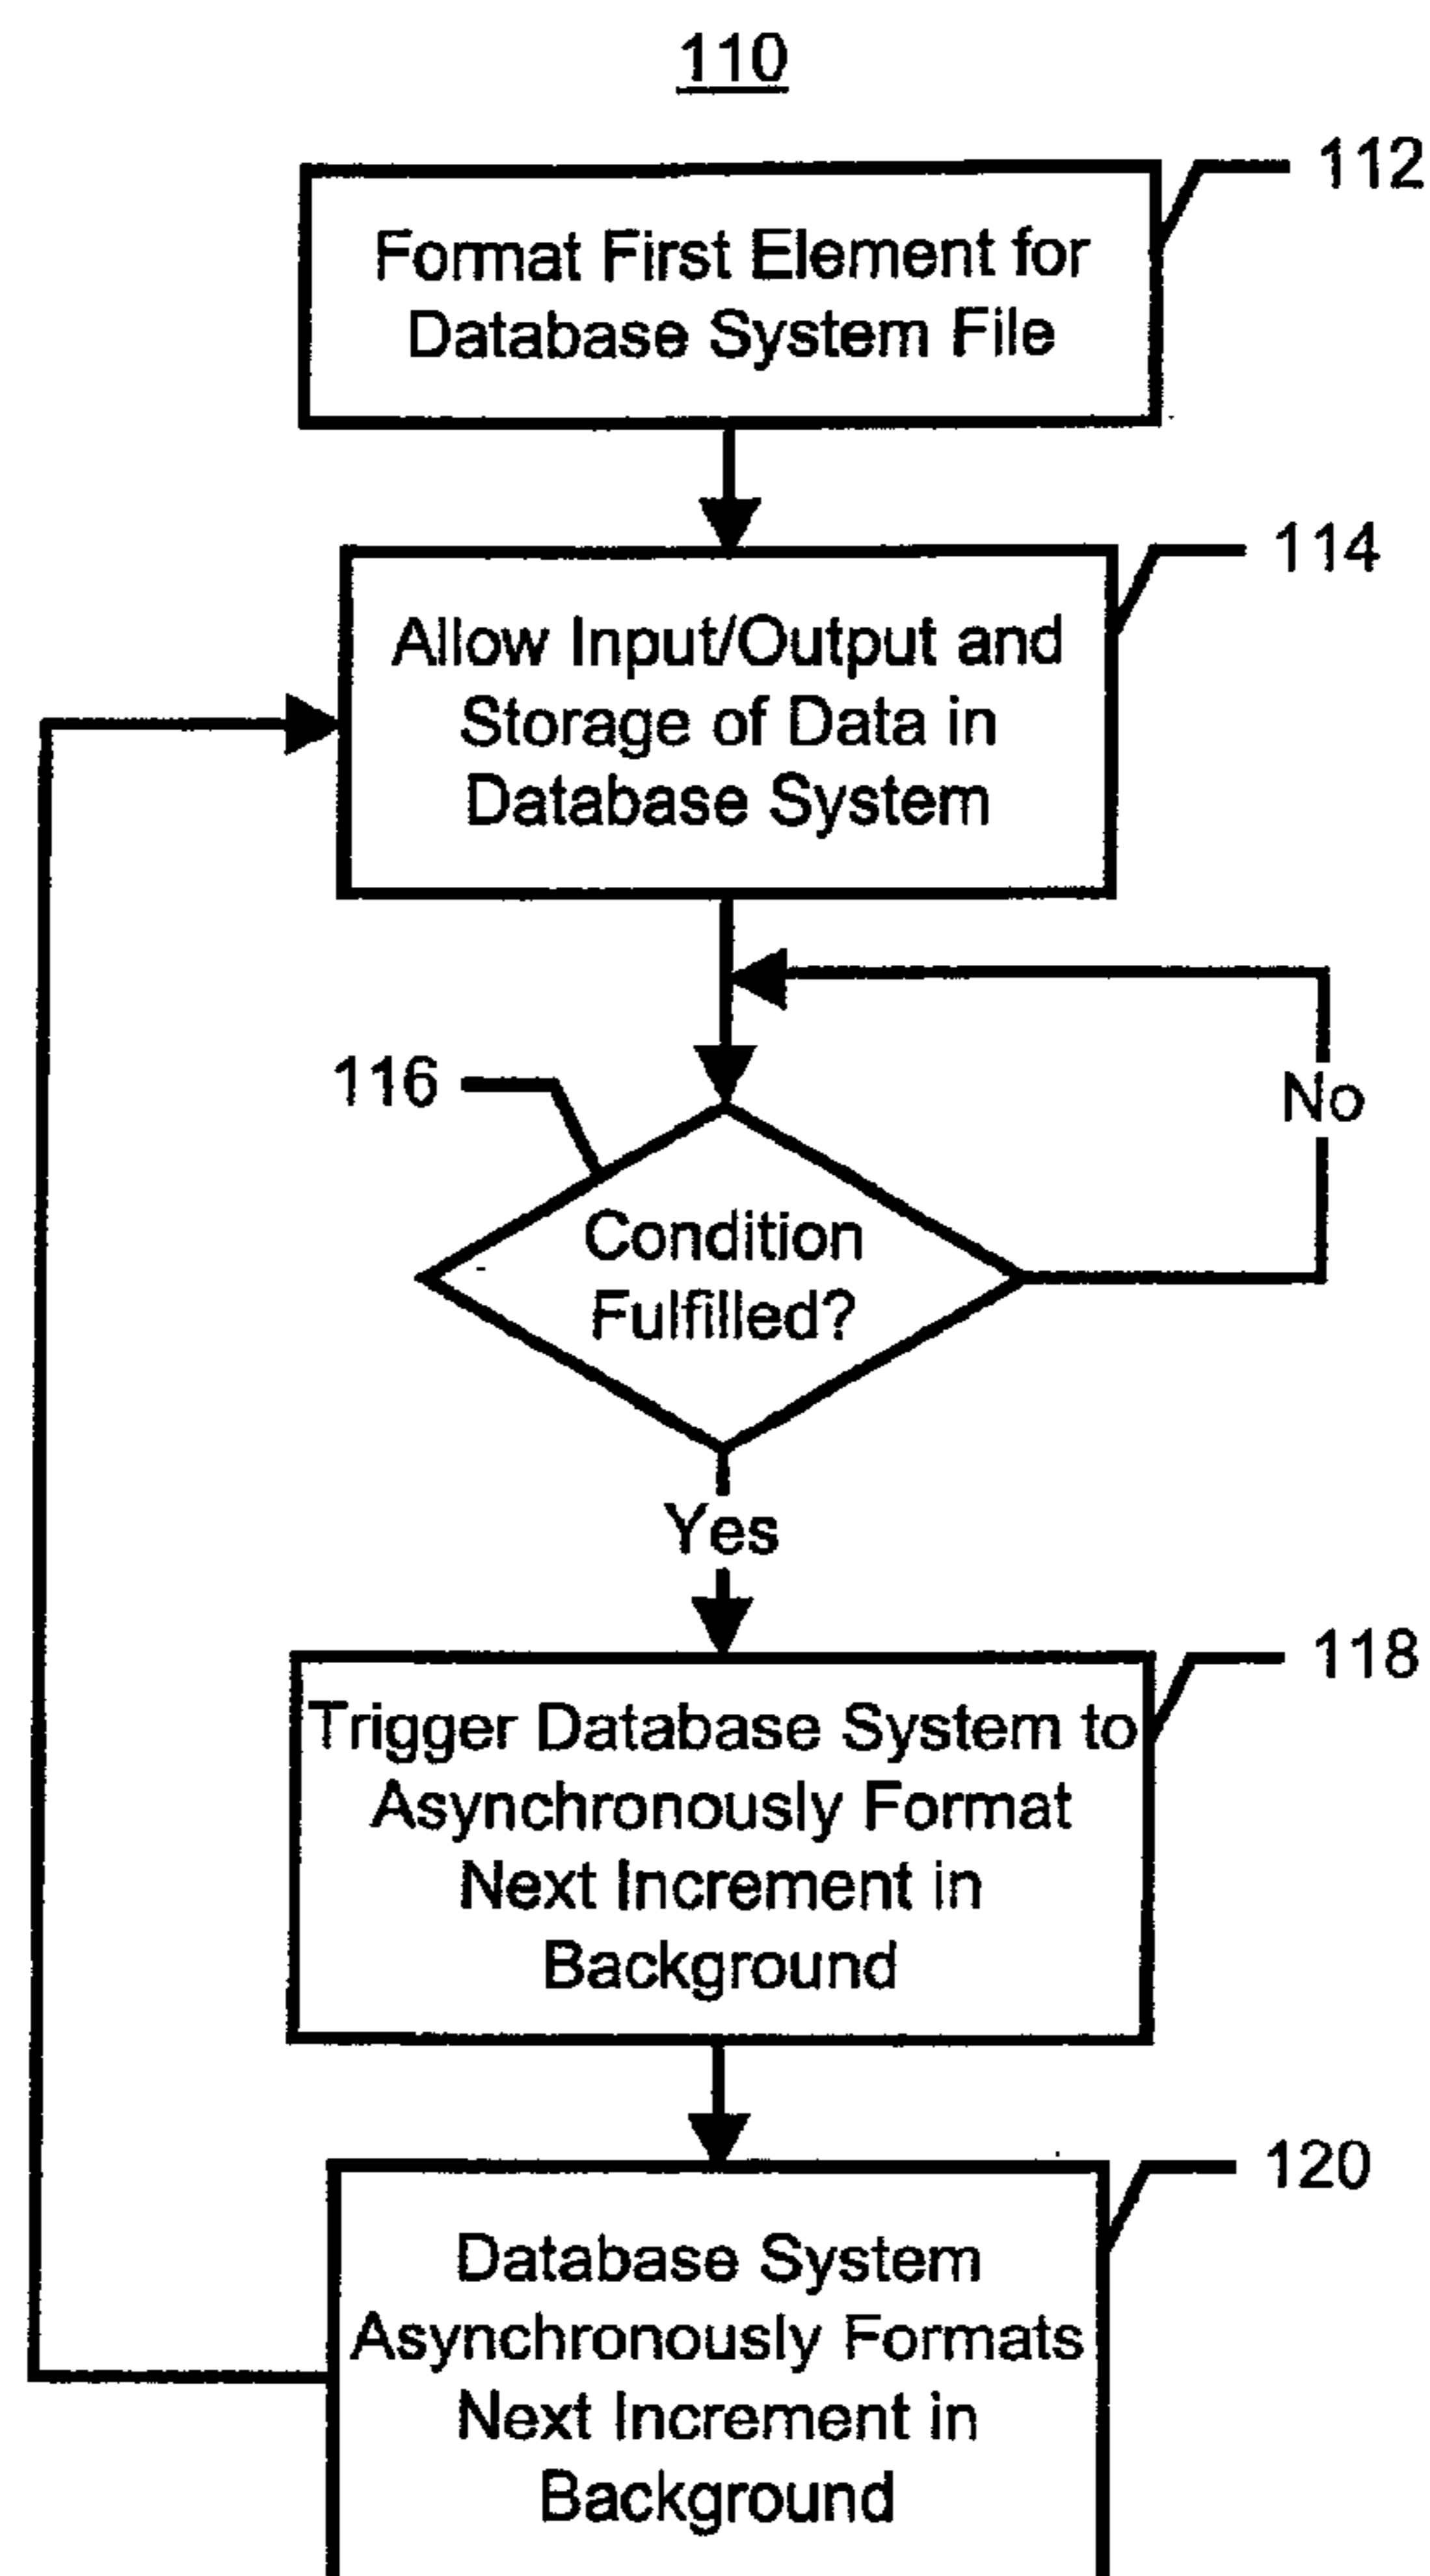 110
112
Format First Element for
Database System File
114
Allow Input/Output and
Storage of Data in
Database System
116
No
Condition
Fulfilled?
Yes
118
Trigger Database System to
Asynchronously Format
Next Increment in
Background
120
Database System
Asynchronously Formats
Next Increment in
Background